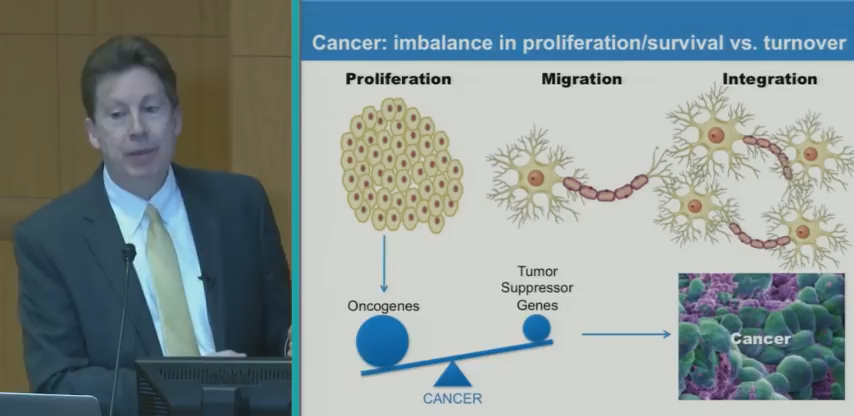 Cancer: imbalance in proliferation/survival vs. turnover
Proliferation
Migration
Integration
Oncogenes
Tumor
Suppressor
Genes
CANCER
Cancer